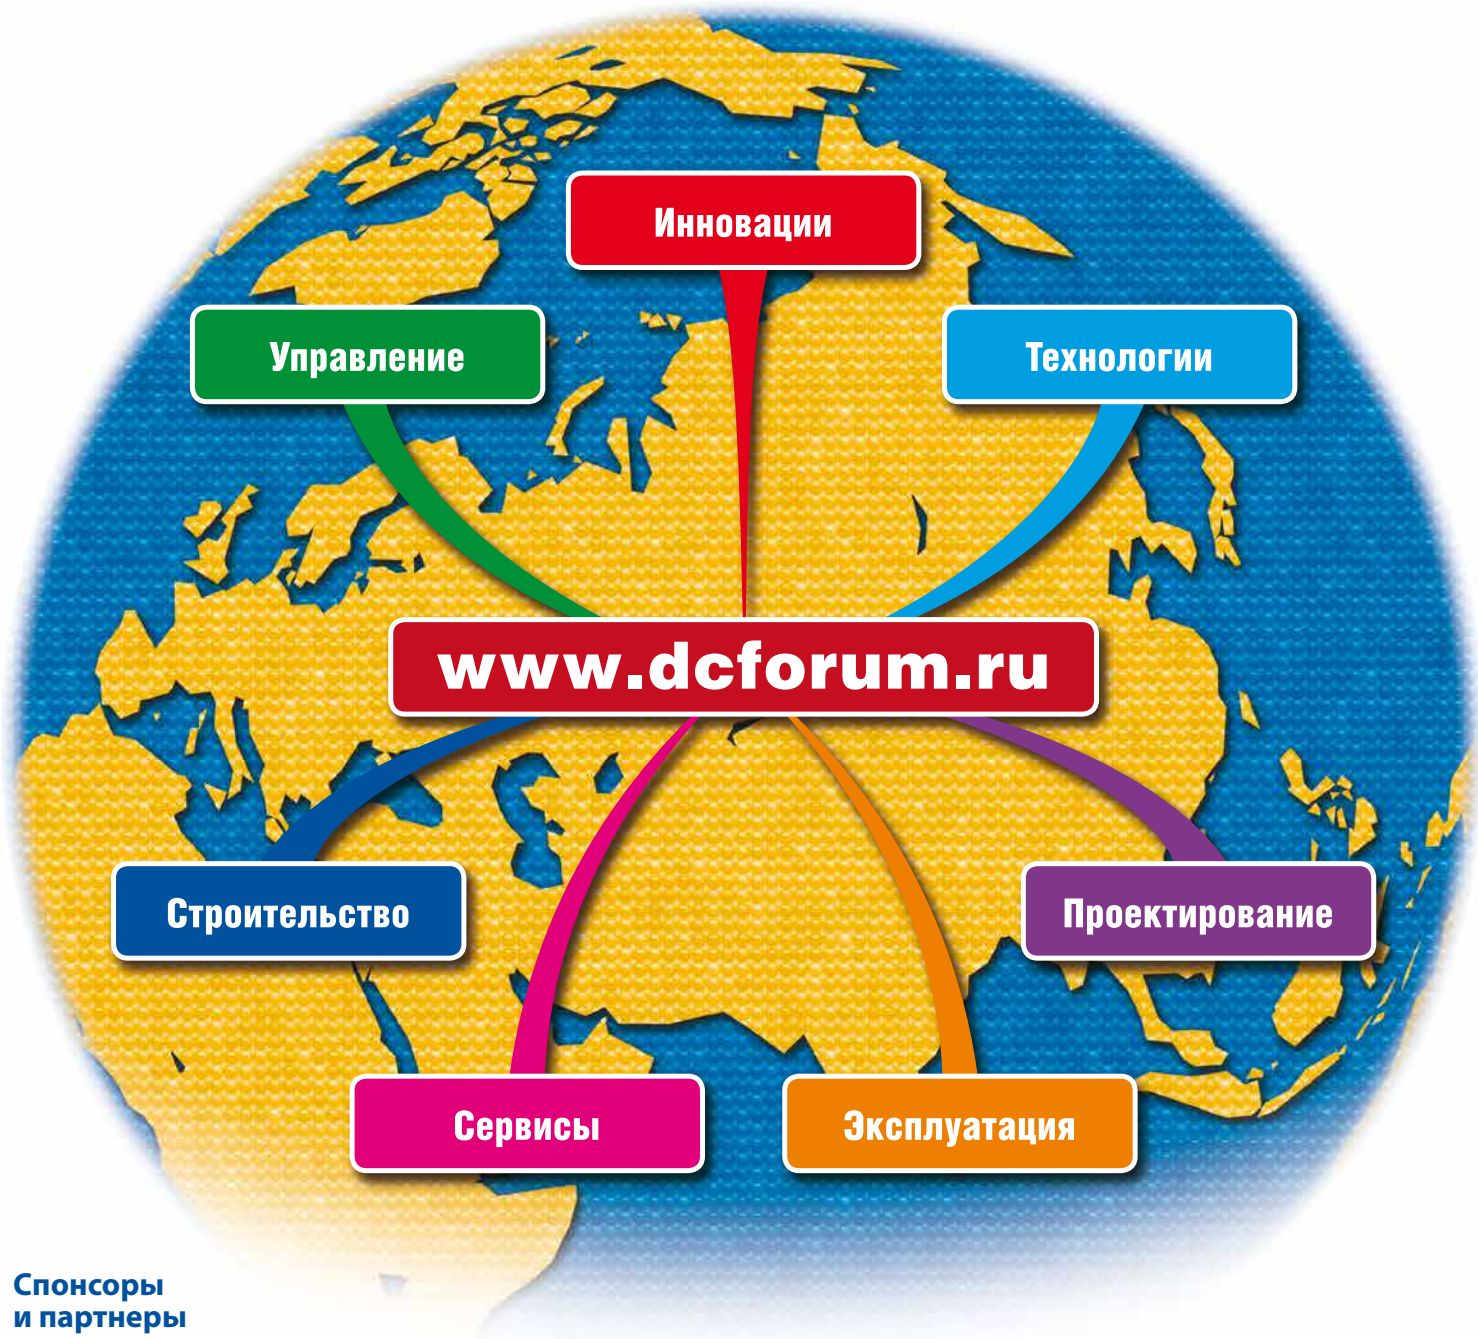 Инновации
Управление
Технологии
www.dcforum.ru
Строительство
Проектирование
Сервисы
Эксплуатация
Спонсоры
и партнеры